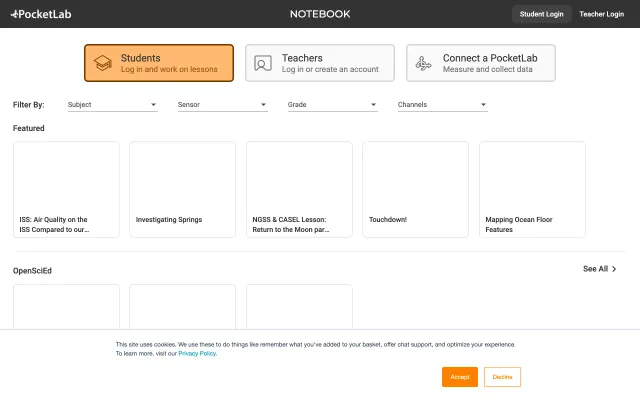 PocketLab
NOTEBOOK
Student Login
Teacher Login
Students
Log in and work on lessons
Teachers
Log in or create an account
Connect a PocketLab
Measure and collect data
Filter By:
Subject
Sensor
Grade
Channels
Featured
ISS: Air Quality on the
ISS Compared to our...
Investigating Springs
NGSS & CASEL Lesson:
Return to the Moon par...
Touchdown!
Mapping Ocean Floor
Features
OpenSciEd
See All
This site uses cookies. We use these to do things like remember what you've added to your basket, offer chat support, and optimize your experience.
To learn more, visit our Privacy Policy.
Accept
Decline